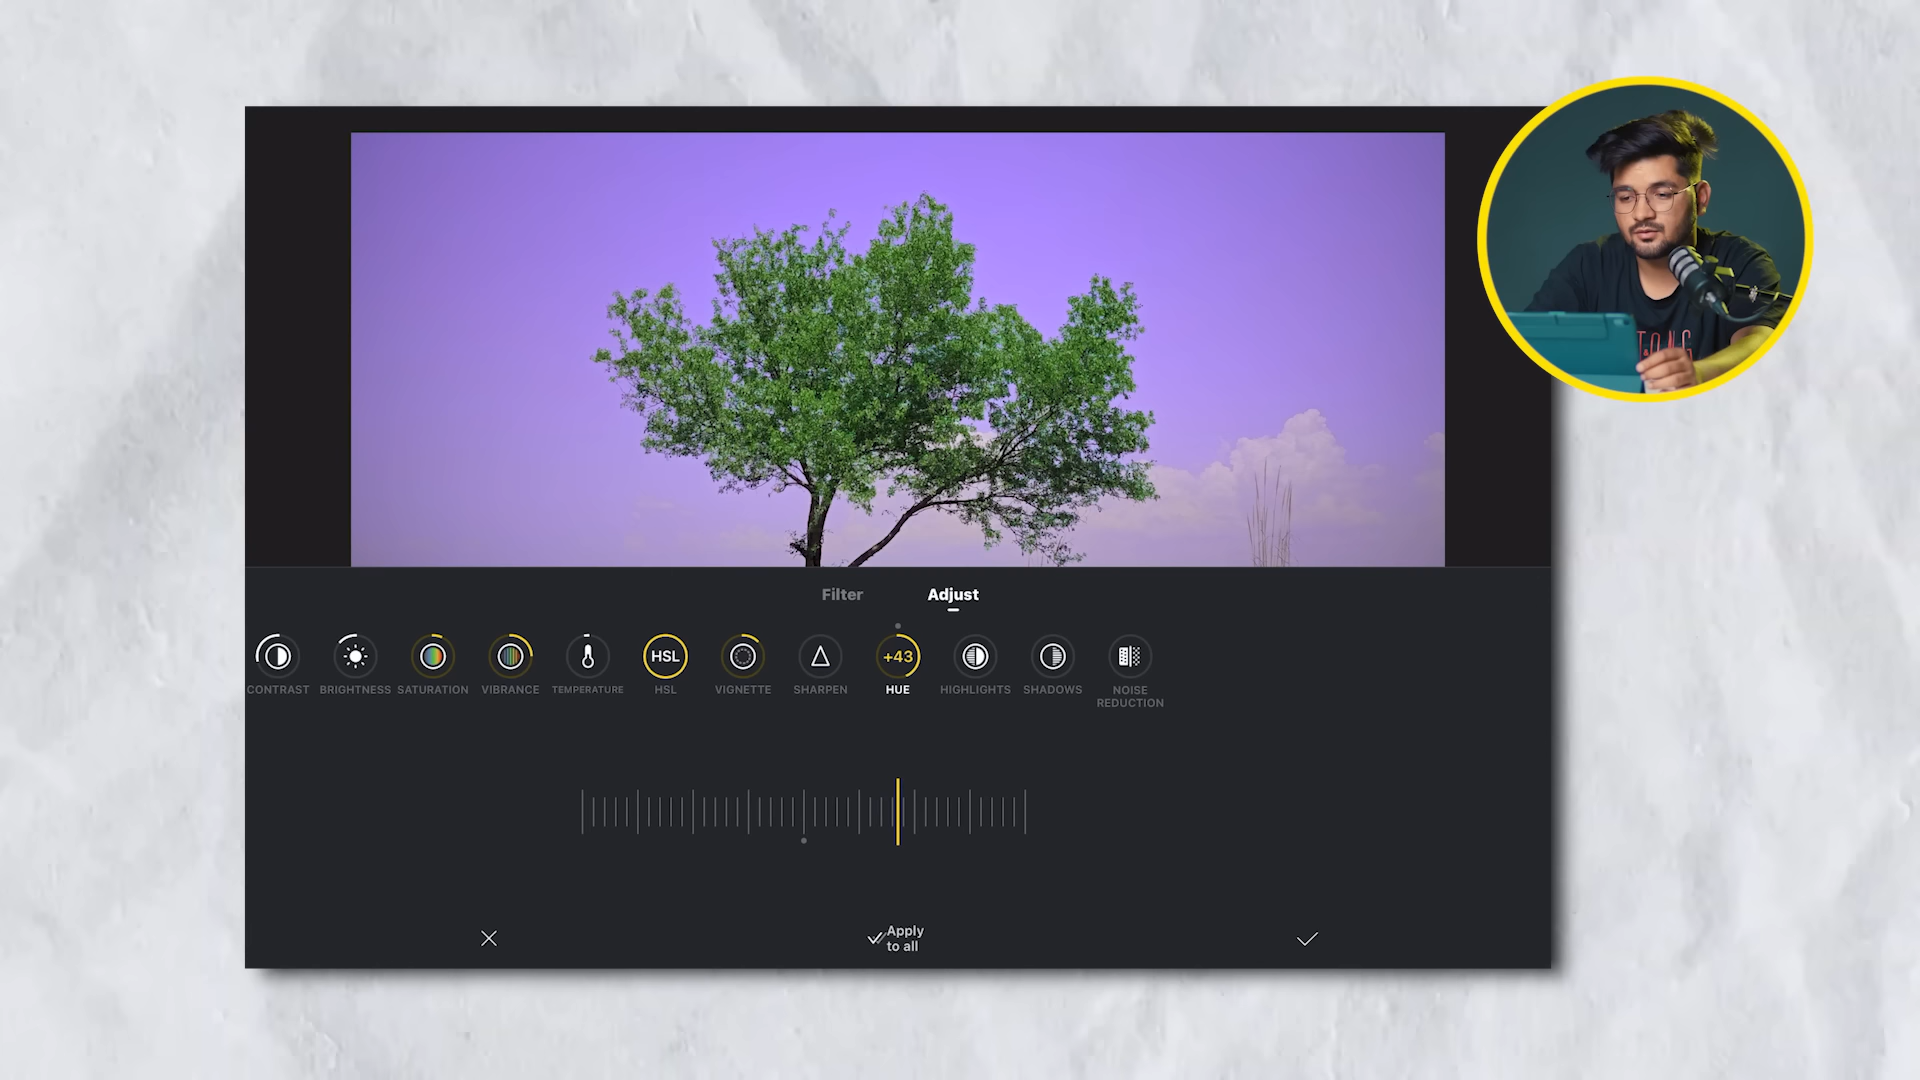 Filter
Adjust
HSL
+43
CONTRAST
BRIGHTNESS
SATURATION
VIBRANCE
TEMPERATURE
HSL
VIGNETTE
SHARPEN
HUE
HIGHLIGHTS
SHADOWS
NOISE
REDUCTION
Apply
to all